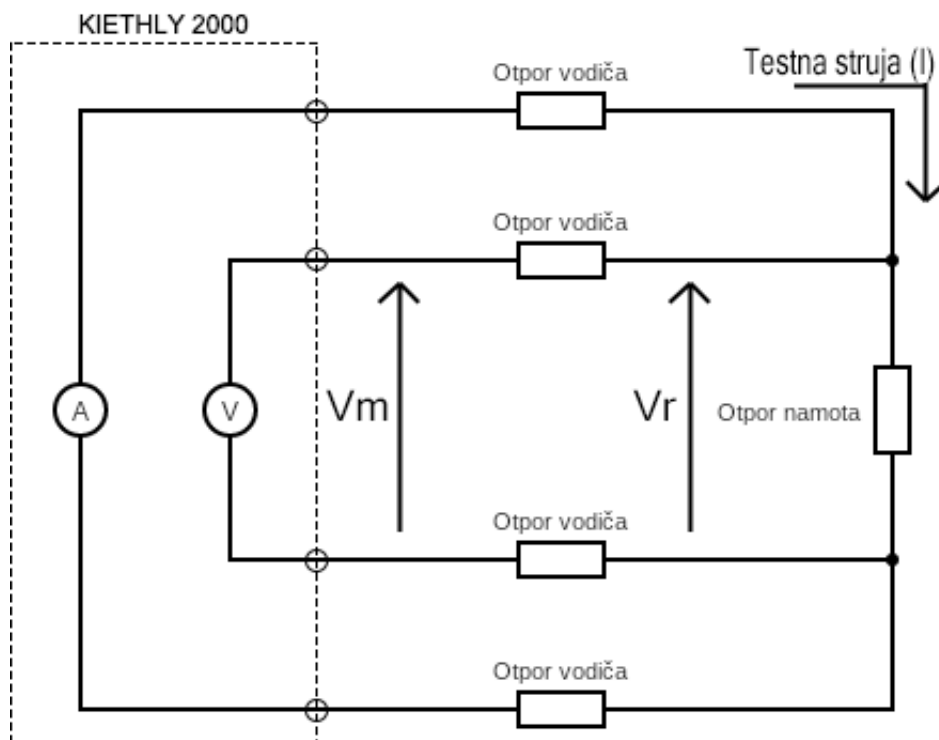 KIETHLY 2000
Otpor vodiča
Testna struja (I)
Otpor vodiča
A
V
Vm
Vr
Otpor namota
Otpor vodiča
Otpor vodiča